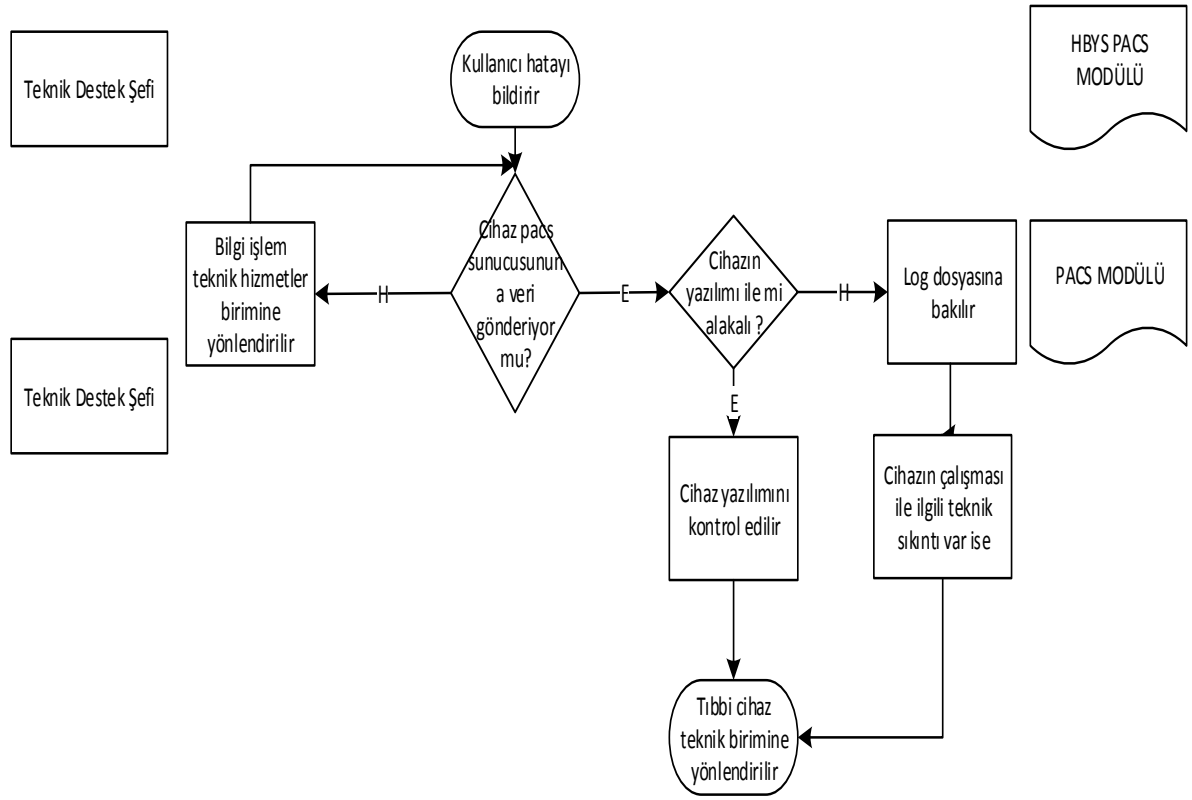 Teknik Destek Şefi
Kullanıcı hatayı
bildirir
HBYS PACS
MODÜLÜ
Bilgi işlem
teknik hizmetler
birimine
yönlendirilir
H
Cihaz pacs
sunucusunun
a veri
gönderiyor
mu?
E
Cihazın
yazılımı ile mi
alakalı ?
H
Log dosyasına
bakılır
PACS MODÜLÜ
Teknik Destek Şefi
E
Cihaz yazılımını
kontrol edilir
Cihazın çalışması
ile ilgili teknik
sıkıntı var ise
Tıbbi cihaz
teknik birimine
yönlendirilir